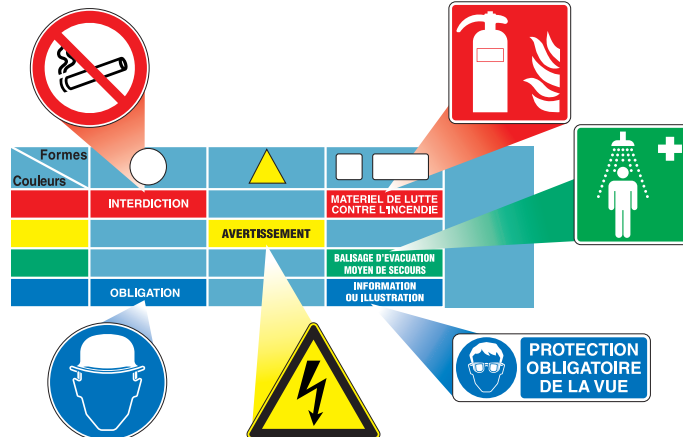 Formes
Couleurs
INTERDICTION
MATERIEL DE LUTTE
CONTRE L'INCENDIE
AVERTISSEMENT
BALISAGE D'EVACUATION
MOYEN DE SECOURS
OBLIGATION
INFORMATION
OU ILLUSTRATION
PROTECTION
OBLIGATOIRE
DE LA VUE